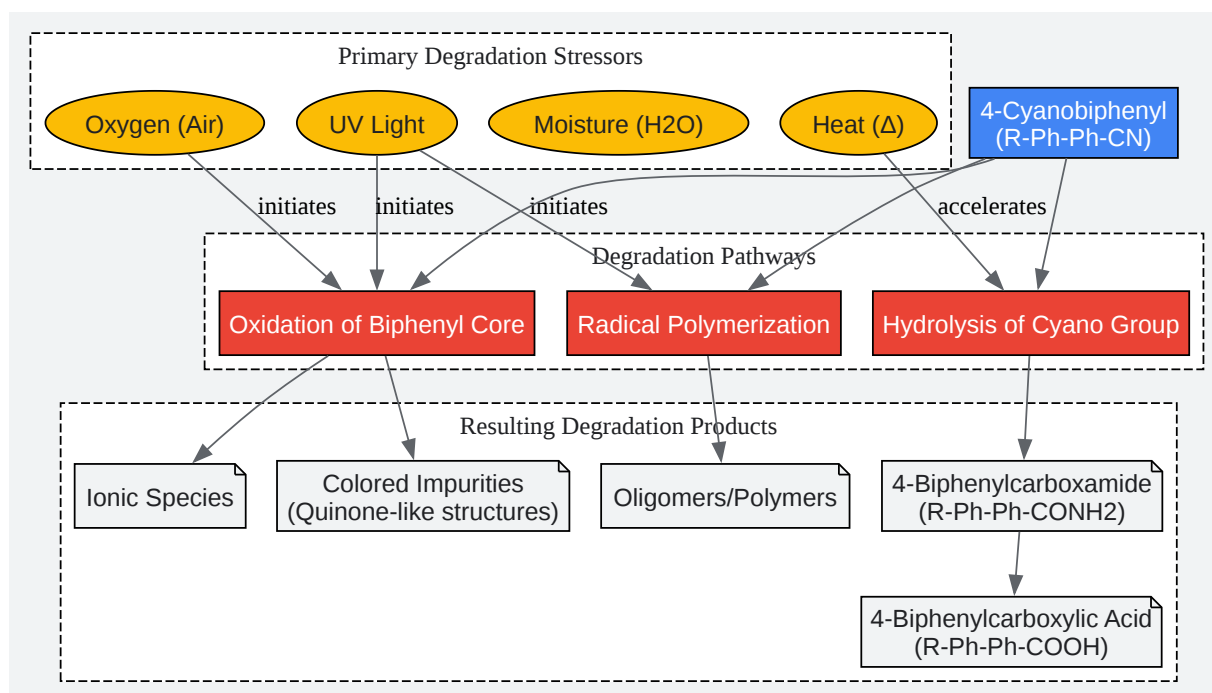 Primary Degradation Stressors
Oxygen (Air)
UV Light
Moisture (H2O)
Heat (Δ)
4-Cyanobiphenyl
(R-Ph-Ph-CN)
initiates
initiates
initiates
accelerates
Degradation Pathways
Oxidation of Biphenyl Core
Radical Polymerization
Hydrolysis of Cyano Group
Resulting Degradation Products
Ionic Species
Colored Impurities
(Quinone-like structures)
Oligomers/Polymers
4-Biphenylcarboxamide
(R-Ph-Ph-CONH2)
4-Biphenylcarboxylic Acid
(R-Ph-Ph-COOH)